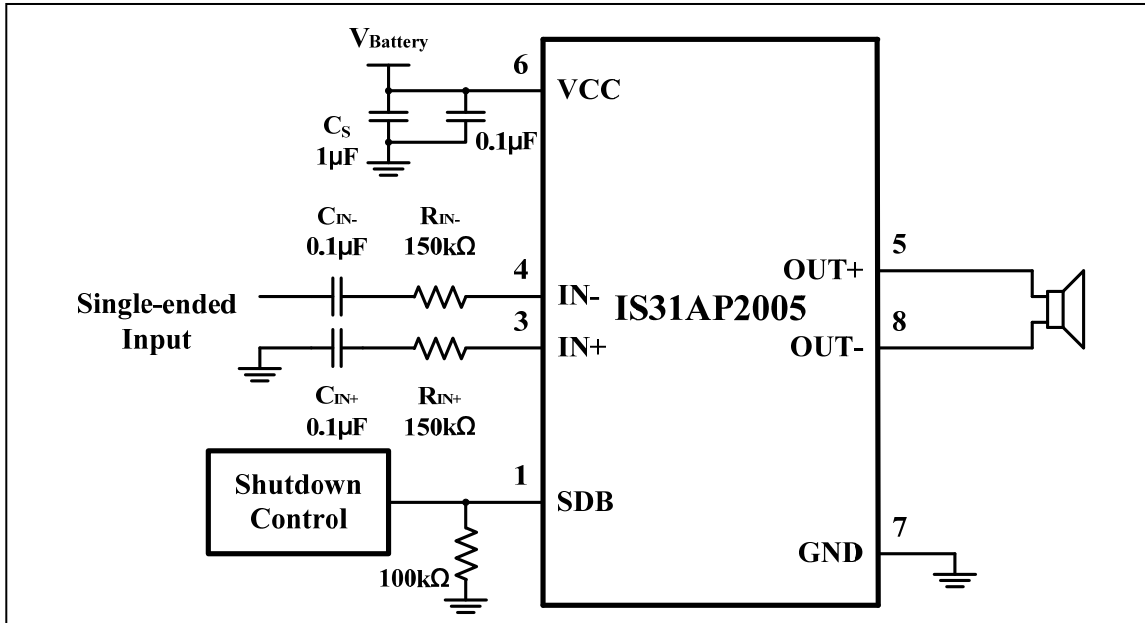 VBattery
6
VCC
CS
1µF
0.1µF
CIN-
0.1µF
RIN-
150kΩ
Single-ended
Input
4
IN-
3
IN+
CIN+
0.1µF
RIN+
150kΩ
IS31AP2005
OUT+
5
OUT-
8
Shutdown
Control
1
SDB
100kΩ
GND
7